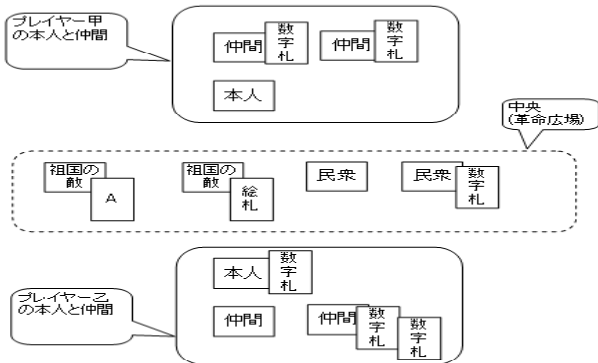 プレイヤー甲
の本人と仲間
仲間
数字札
仲間
数字札
本人
中央
(革命広場)
祖国の
敵
A
祖国の
敵
絵札
民衆
民衆
数字札
プレイヤー乙
の本人と仲間
本人
数字札
仲間
仲間
数字札
数字札